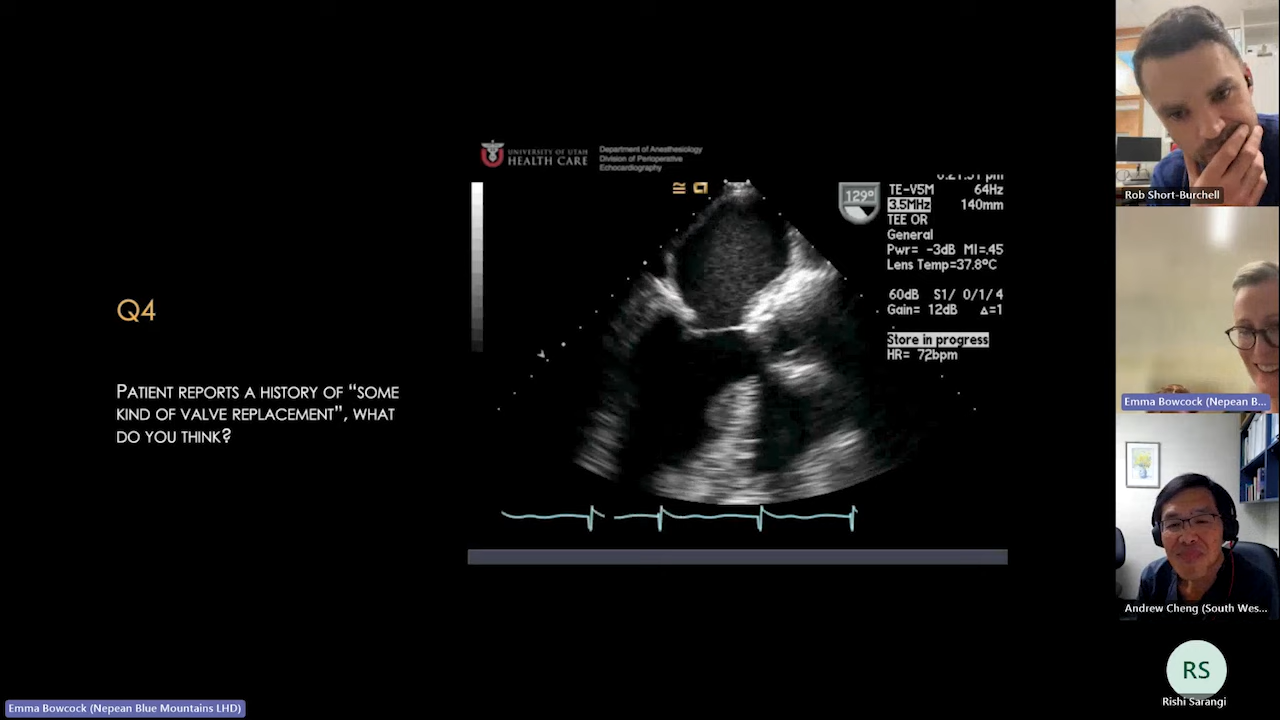 Q4
PATIENT REPORTS A HISTORY OF “SOME
KIND OF VALVE REPLACEMENT”, WHAT
DO YOU THINK?
UNIVERSITY OF UTAH
HEALTH CARE
Department of Anesthesiology
Division of Perioperative
Echocardiography
129°
TE-V5M 64Hz
3.5MHz 140mm
TEE OR
General
Pwr= -3dB MI=.45
Lens Temp=37.8°C
60dB S1/ 0/1/4
Gain= 12dB Δ=1
Store in progress
HR= 72bpm
Rob Short-Burchell
Emma Bowcock (Nepean B...
Andrew Cheng (South Wes...
RS
Rishi Sarangi
Emma Bowcock (Nepean Blue Mountains LHD)